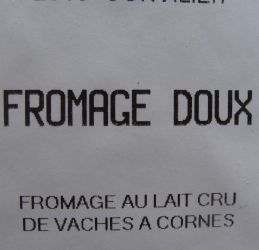 FROMAGE DOUX
FROMAGE AU LAIT CRU
DE VACHES A CORNES